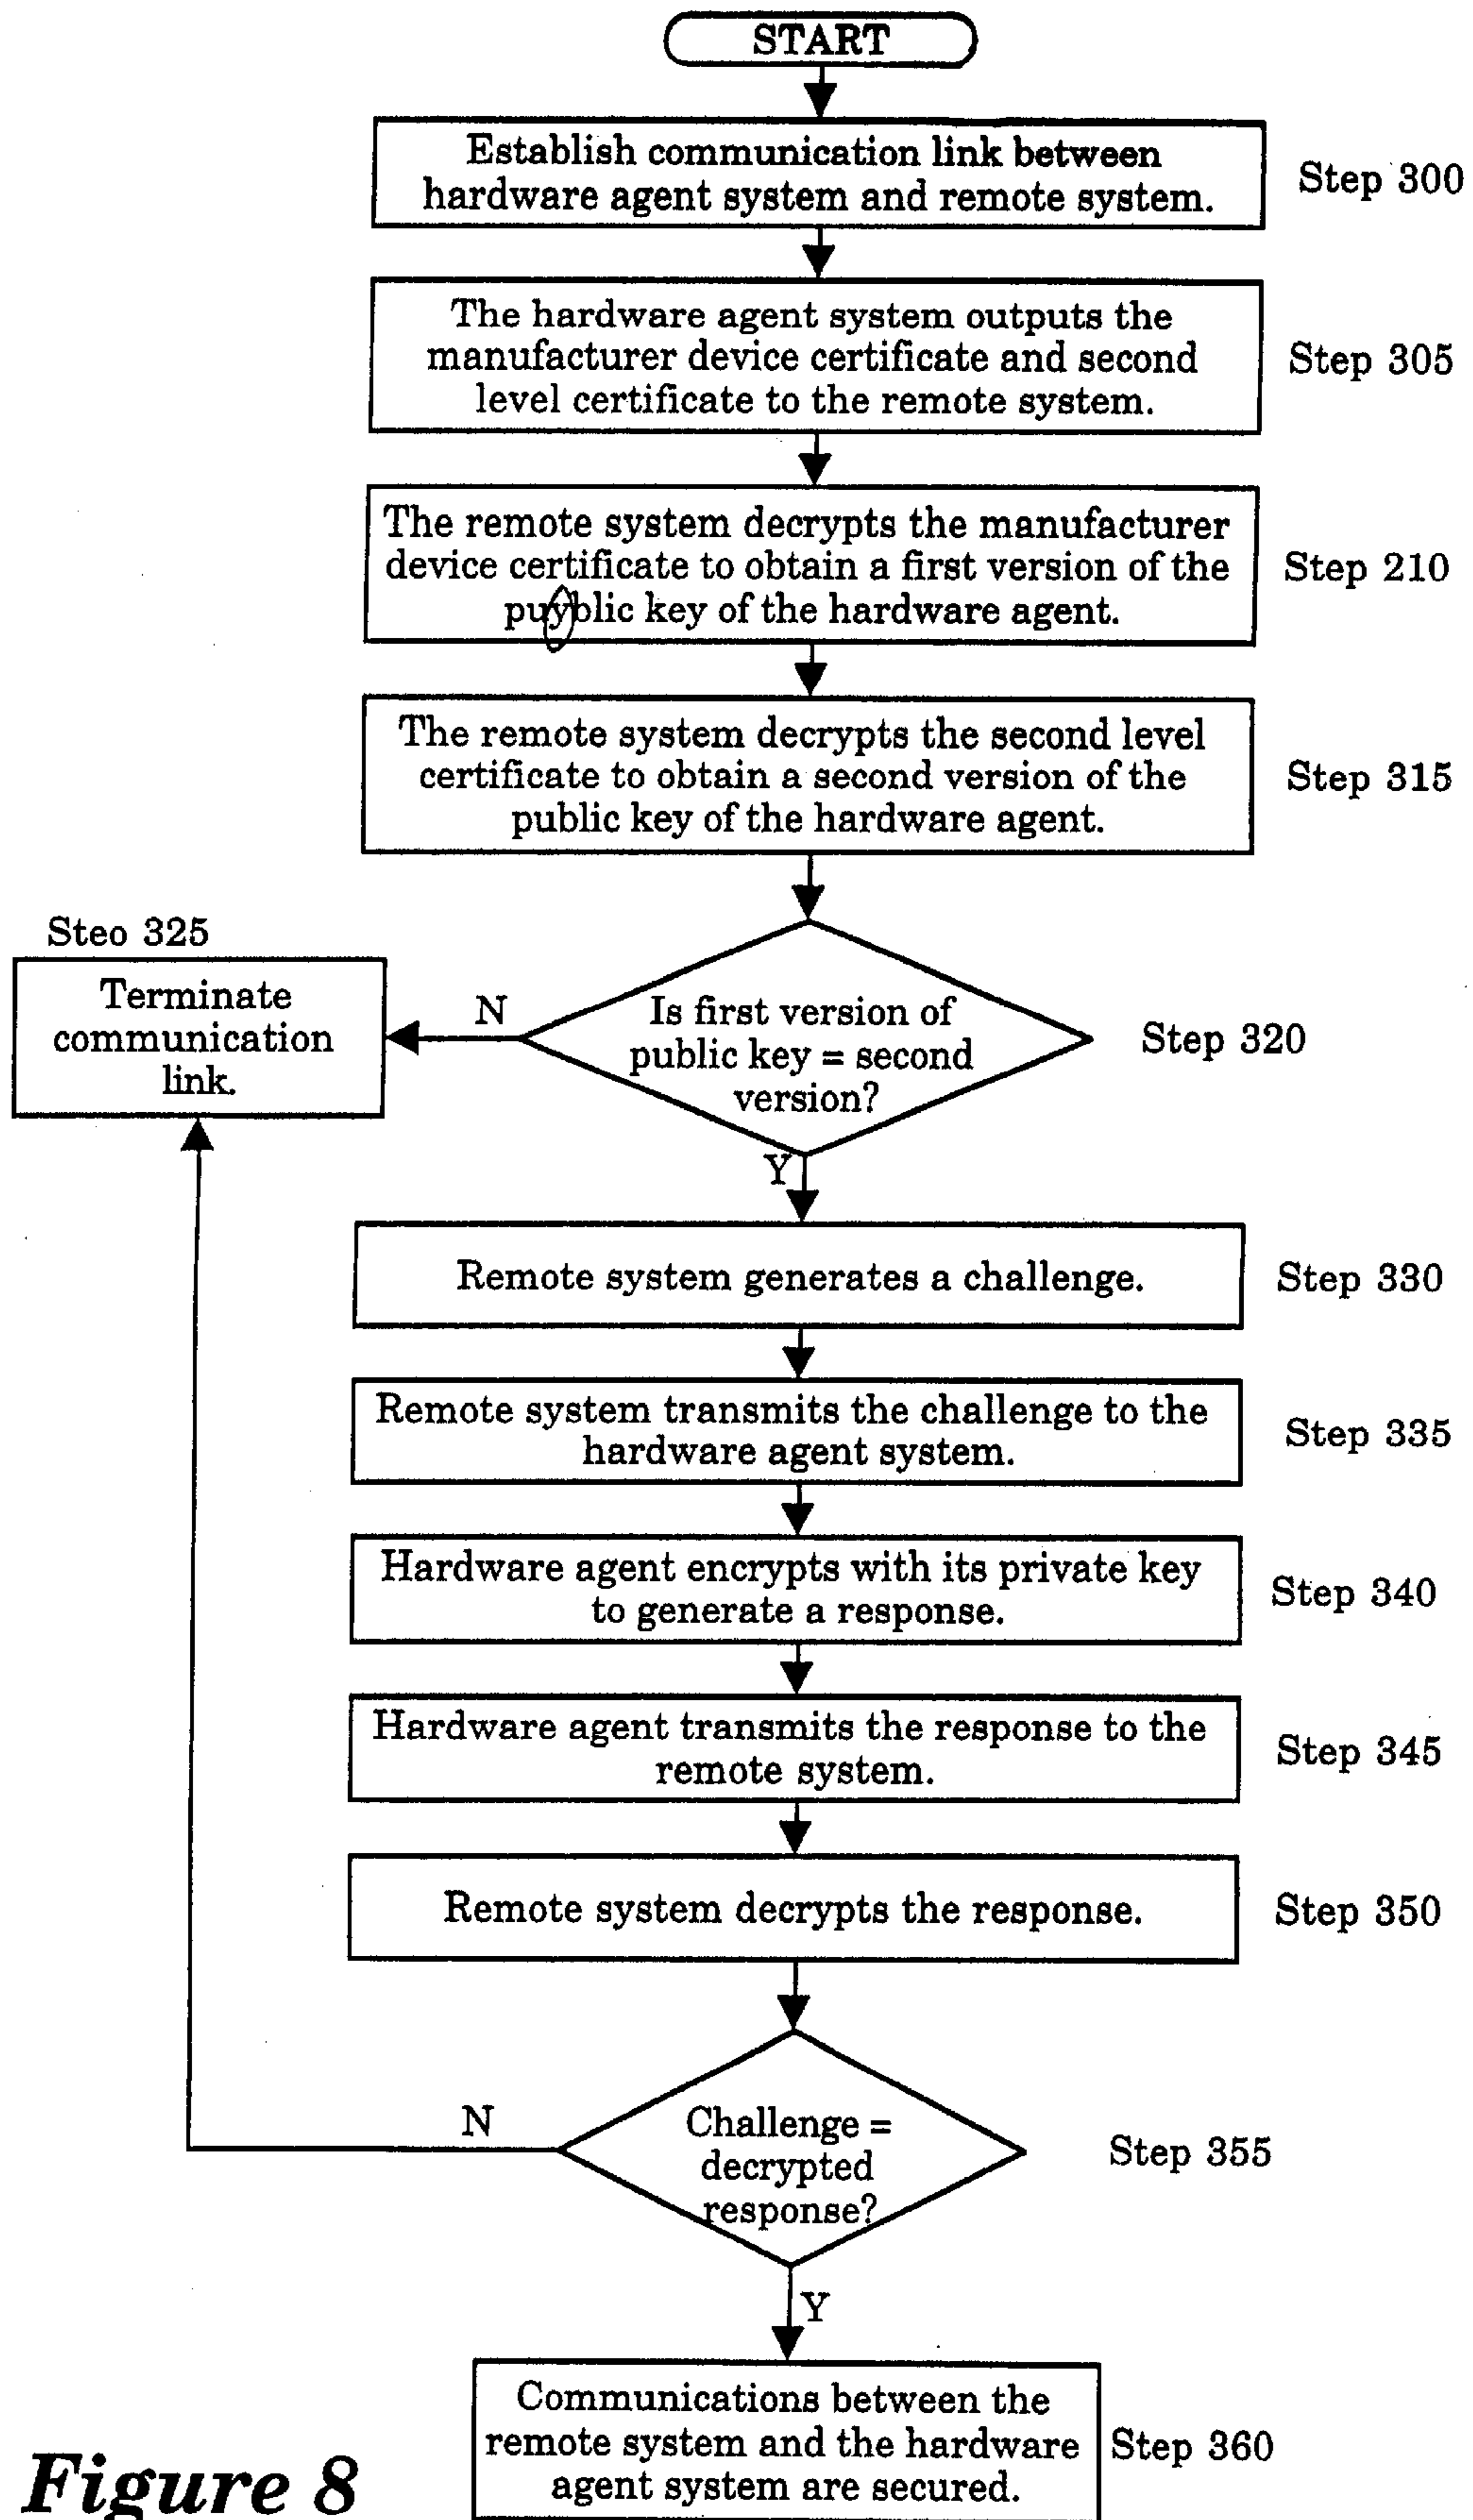 START
Establish communication link between
hardware agent system and remote system.
Step 300
The hardware agent system outputs the
manufacturer device certificate and second
level certificate to the remote system.
Step 305
The remote system decrypts the manufacturer
device certificate to obtain a first version of the
puyblic key of the hardware agent.
Step 210
The remote system decrypts the second level
certificate to obtain a second version of the
public key of the hardware agent.
Step 315
Steo 325
Terminate
communication
link.
N
Is first version of
public key = second
version?
Step 320
Y
Remote system generates a challenge.
Step 330
Remote system transmits the challenge to the
hardware agent system.
Step 335
Hardware agent encrypts with its private key
to generate a response.
Step 340
Hardware agent transmits the response to the
remote system.
Step 345
Remote system decrypts the response.
Step 350
N
Challenge =
decrypted
response?
Step 355
Y
Communications between the
remote system and the hardware
agent system are secured.
Step 360
Figure 8